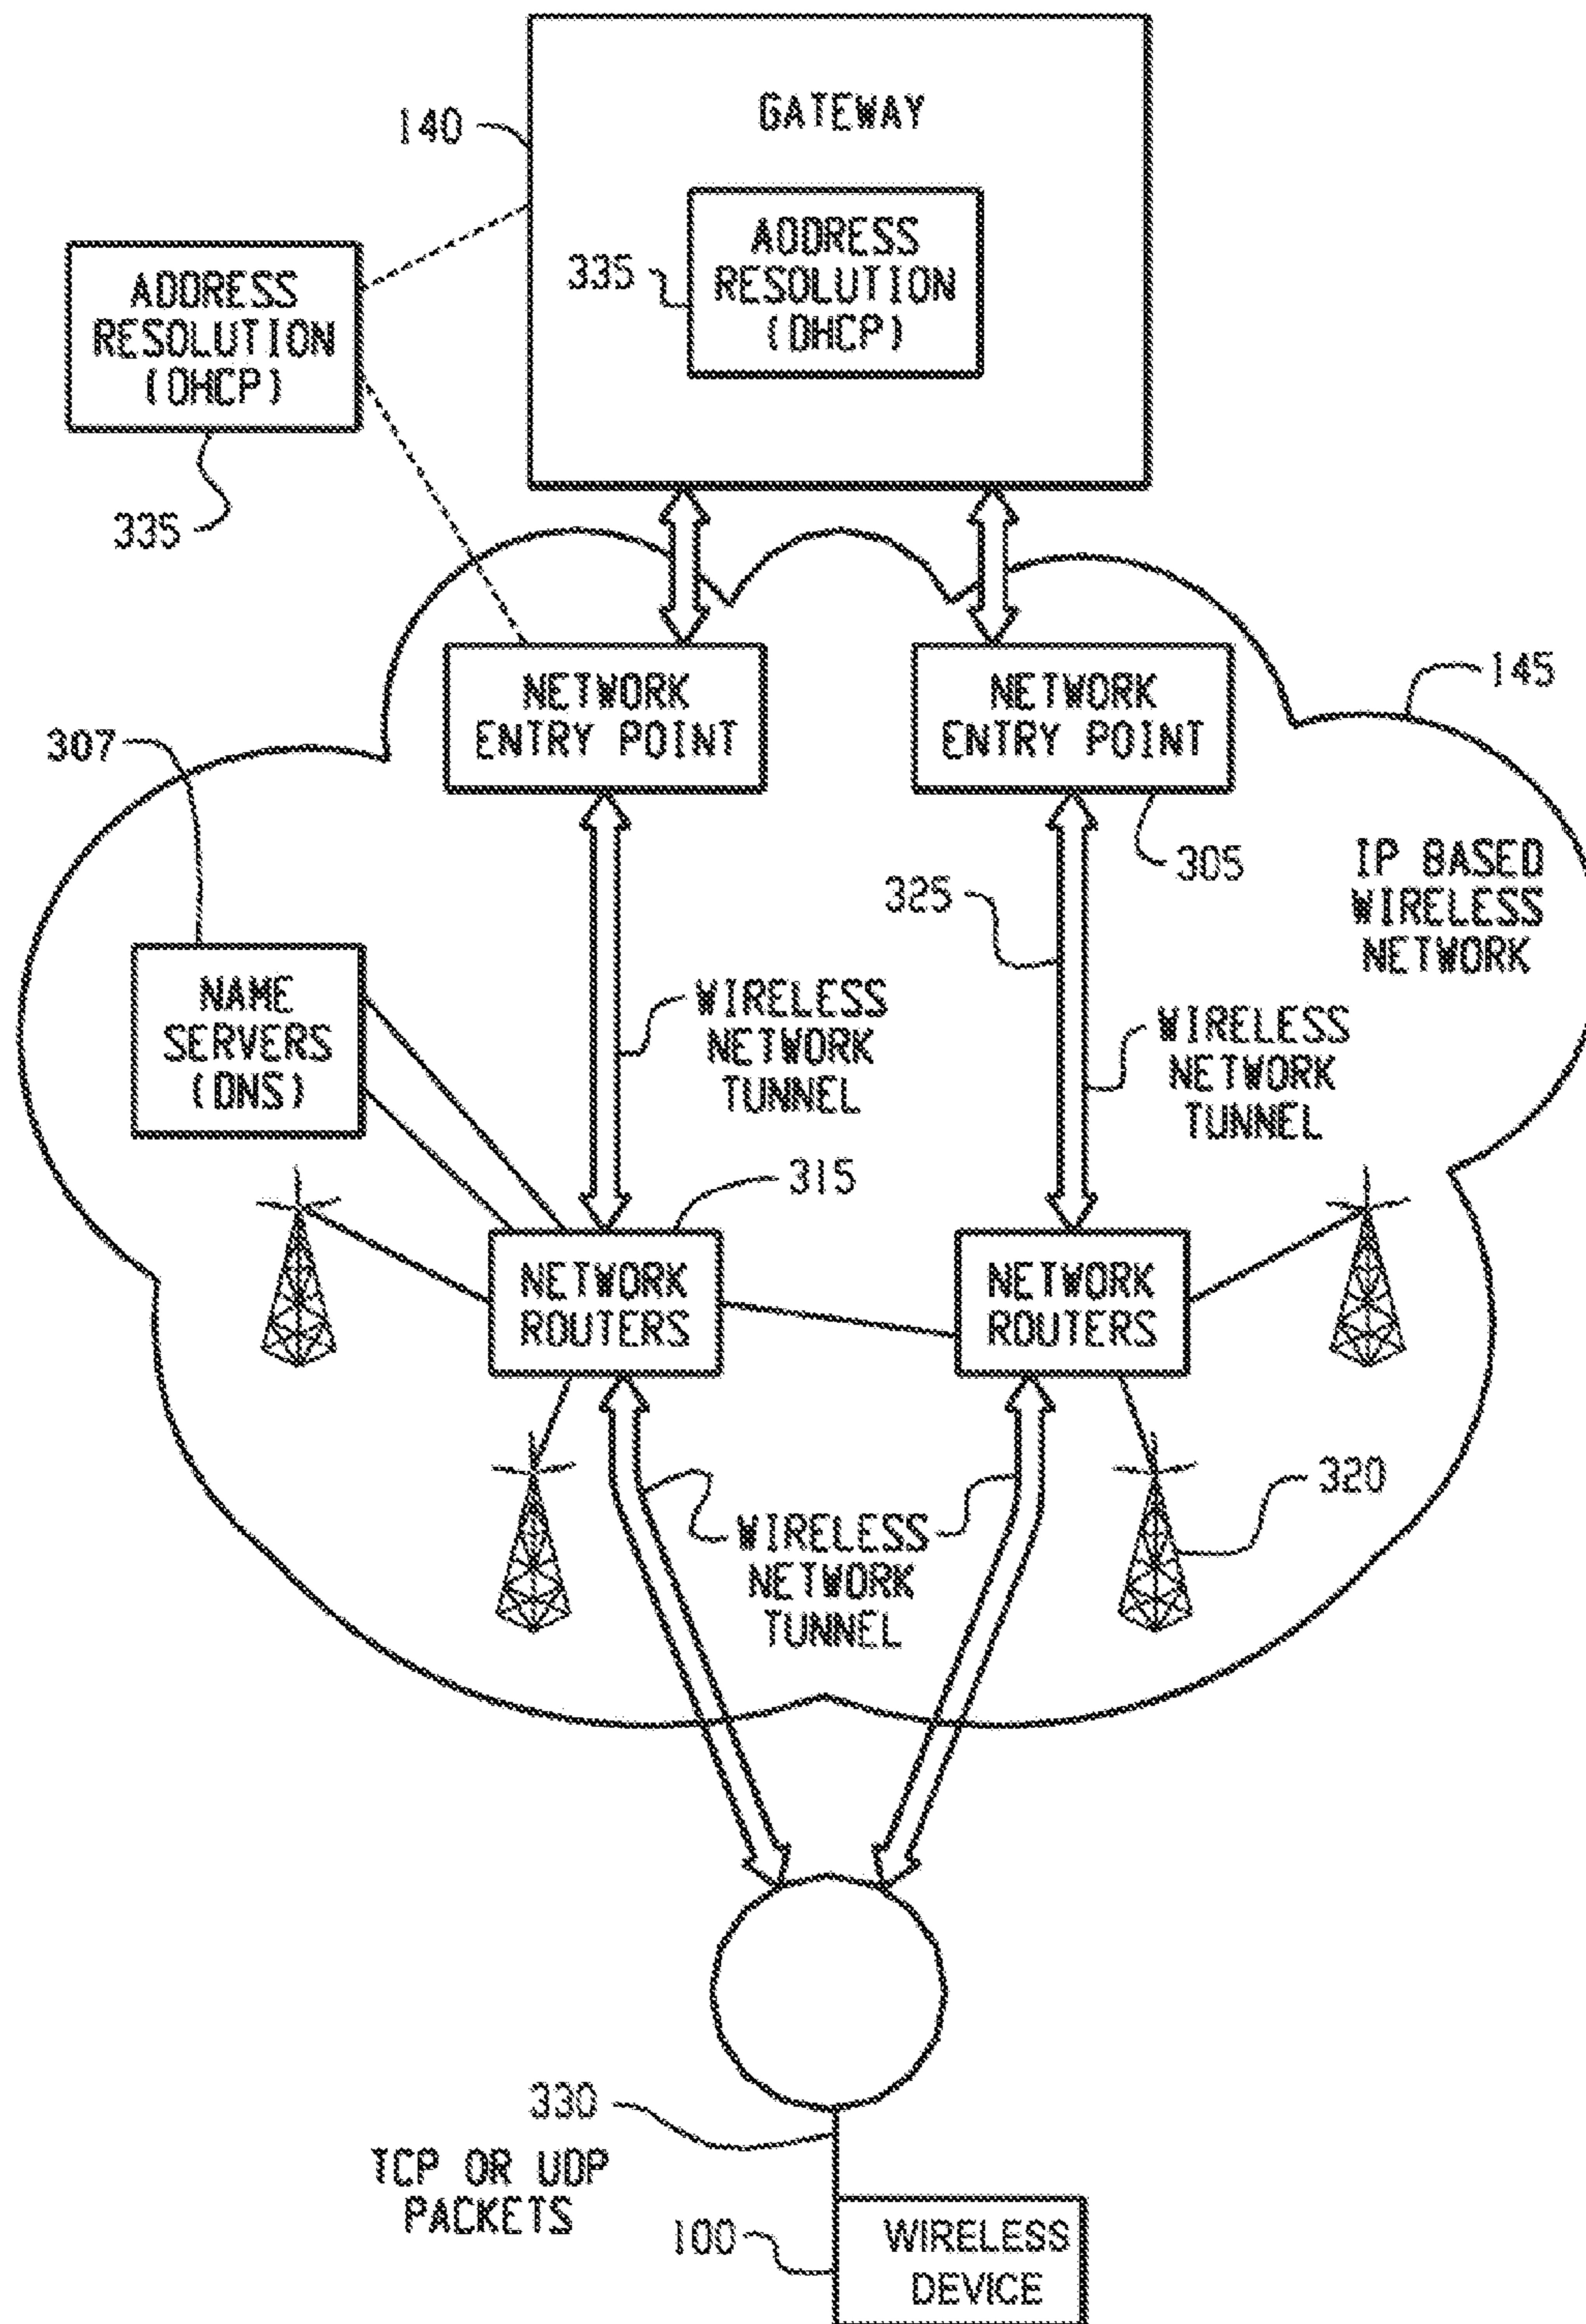 GATEWAY
140
ADDRESS
RESOLUTION
(DHCP)
335
ADDRESS
RESOLUTION
(DHCP)
335
NETWORK
ENTRY POINT
NETWORK
ENTRY POINT
145
307
305
325
IP BASED
WIRELESS
NETWORK
NAME
SERVERS
(DNS)
WIRELESS
NETWORK
TUNNEL
WIRELESS
NETWORK
TUNNEL
315
NETWORK
ROUTERS
NETWORK
ROUTERS
320
WIRELESS
NETWORK
TUNNEL
330
TCP OR UDP
PACKETS
100
WIRELESS
DEVICE